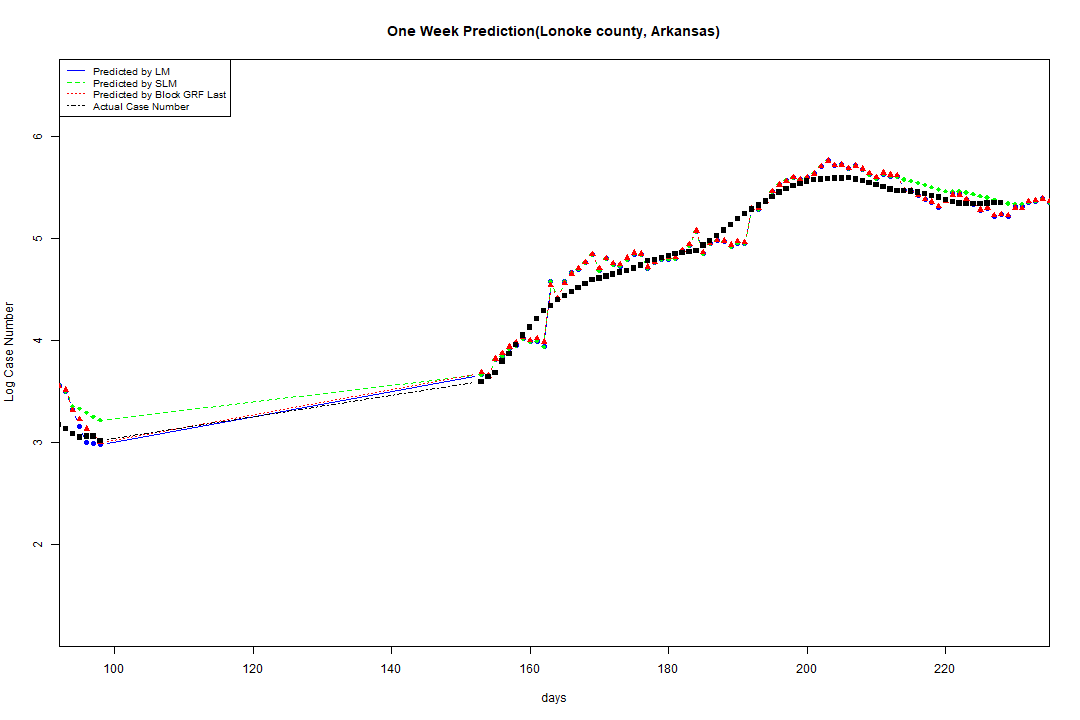 One Week Prediction(Lonoke county, Arkansas)
Predicted by LM
Predicted by SLM
Predicted by Block GRF Last
Actual Case Number
6
5
4
3
2
Log Case Number
100 120 140 160 180 200 220
days